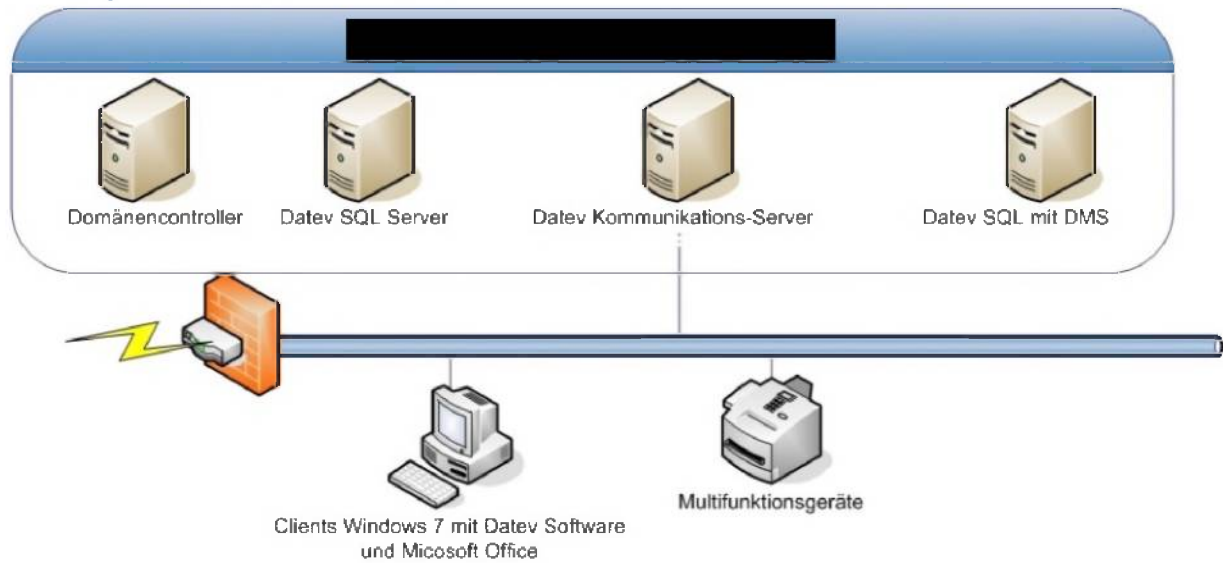 Domänencontroller
Datev SQL Server
Datev Kommunikations-Server
Datev SQL mit DMS
Multifunktionsgeräte
Clients Windows 7 mit Datev Software
und Micosoft Office